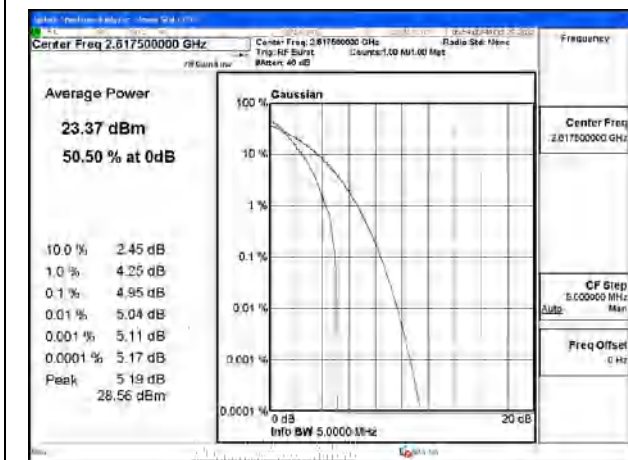 Center Freq 2.617500000 GHz
Center Freq: 2.617500000 GHz
Radio Std: None
Trig: RF Burst
Counts:1.00 M/1.00 Mpt
#Atten: 40 dB
Frequency
Average Power
23.37 dBm
50.50 % at 0dB
10.0 % 2.45 dB
1.0 % 4.25 dB
0.1 % 4.95 dB
0.01 % 5.04 dB
0.001 % 5.11 dB
0.0001 % 5.17 dB
Peak 5.19 dB
28.56 dBm
Gaussian
100 %
10 %
1 %
0.1 %
0.01 %
0.001 %
0.0001 %
0 dB
20 dB
Info BW 5.0000 MHz
Center Freq
2.617500000 GHz
CF Step
5.000000 MHz
Auto Man
Freq Offset
0 Hz